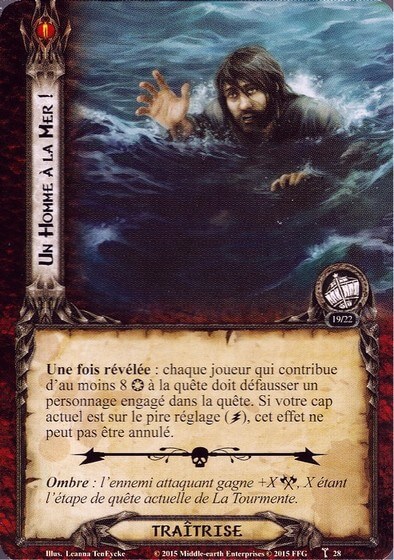 Un Homme à la Mer !
19/22
Une fois révélée : chaque joueur qui contribue
d'au moins 8 à la quête doit défausser un
personnage engagé dans la quête. Si votre cap
actuel est sur le pire réglage ( ), cet effet ne
peut pas être annulé.
Ombre : l'ennemi attaquant gagne +X , X étant
l'étape de quête actuelle de La Tourmente.
TRAÎTRISE
Illus. Leanna TenEycke © 2015 Middle-earth Enterprises © 2015 FFG 28